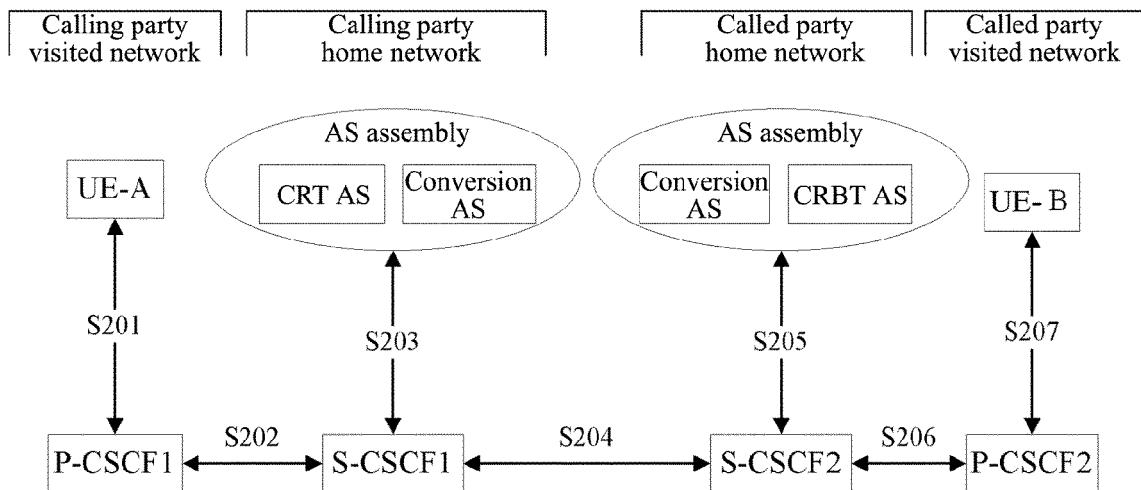 Calling party
visited network
Calling party
home network
Called party
home network
Called party
visited network
AS assembly
AS assembly
UE-A
CRT AS
Conversion
AS
Conversion
AS
CRBT AS
UE- B
S201
S203
S205
S207
S202
S204
S206
P-CSCF1
S-CSCF1
S-CSCF2
P-CSCF2